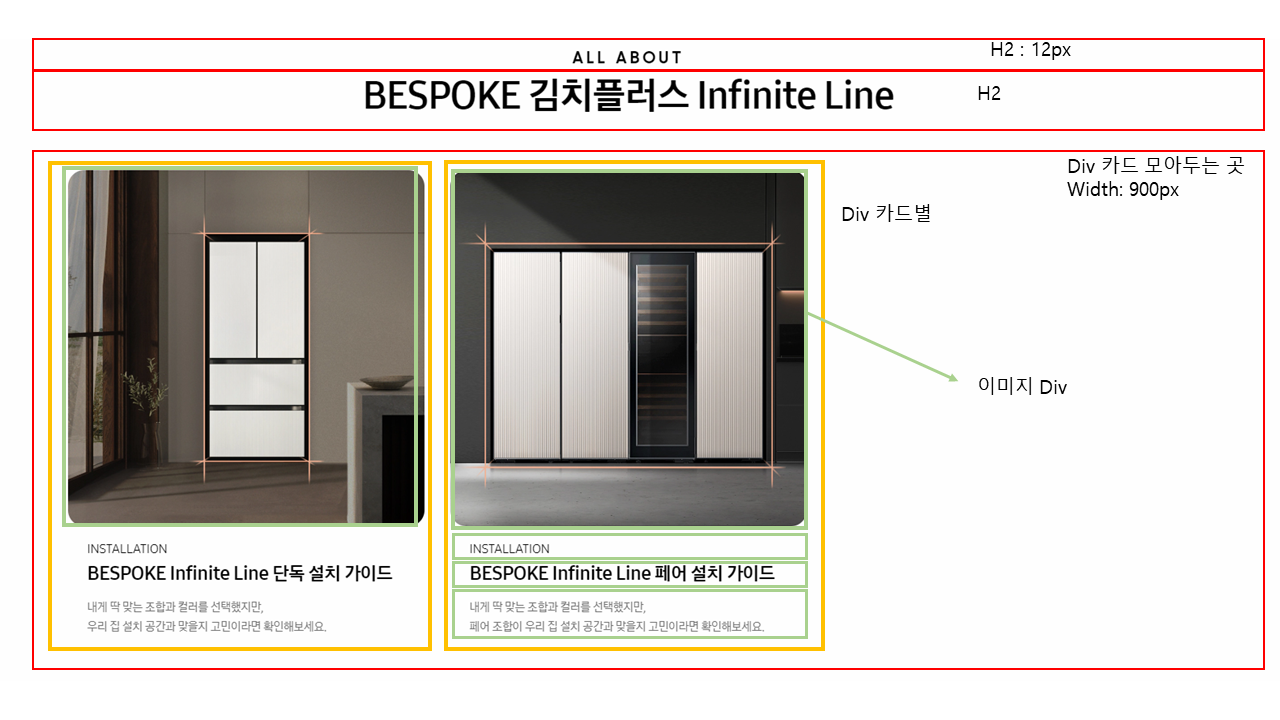 ALL ABOUT
H2 : 12px
BESPOKE 김치플러스 Infinite Line
H2
Div 카드 모아두는 곳
Width: 900px
Div 카드별
이미지 Div
INSTALLATION
BESPOKE Infinite Line 단독 설치 가이드
내게 딱 맞는 조합과 컬러를 선택했지만,
우리 집 설치 공간과 맞을지 고민이라면 확인해보세요.
INSTALLATION
BESPOKE Infinite Line 페어 설치 가이드
내게 딱 맞는 조합과 컬러를 선택했지만,
페어 조합이 우리 집 설치 공간과 맞을지 고민이라면 확인해보세요.